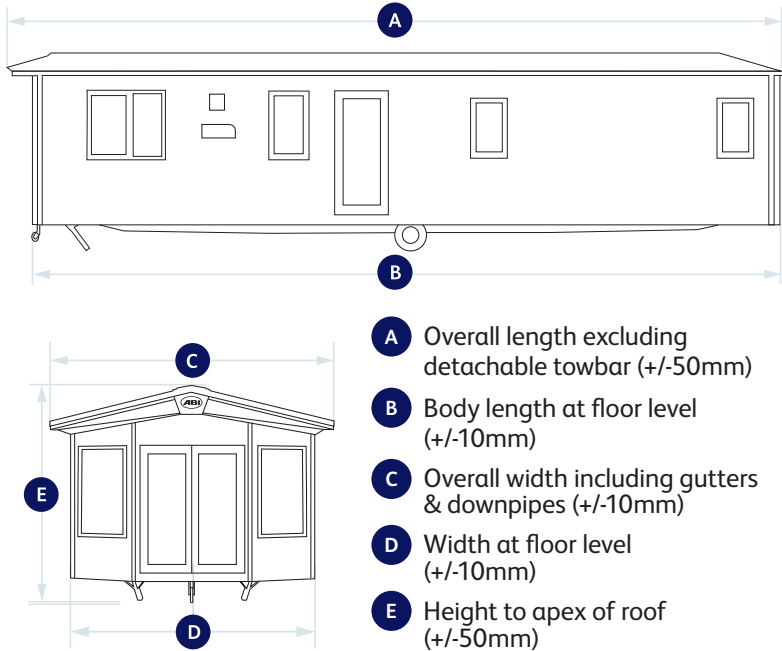 A
B
C
ABI
E
D
A Overall length excluding
detachable towbar (+/-50mm)
B Body length at floor level
(+/-10mm)
C Overall width including gutters
& downpipes (+/-10mm)
D Width at floor level
(+/-10mm)
E Height to apex of roof
(+/-50mm)